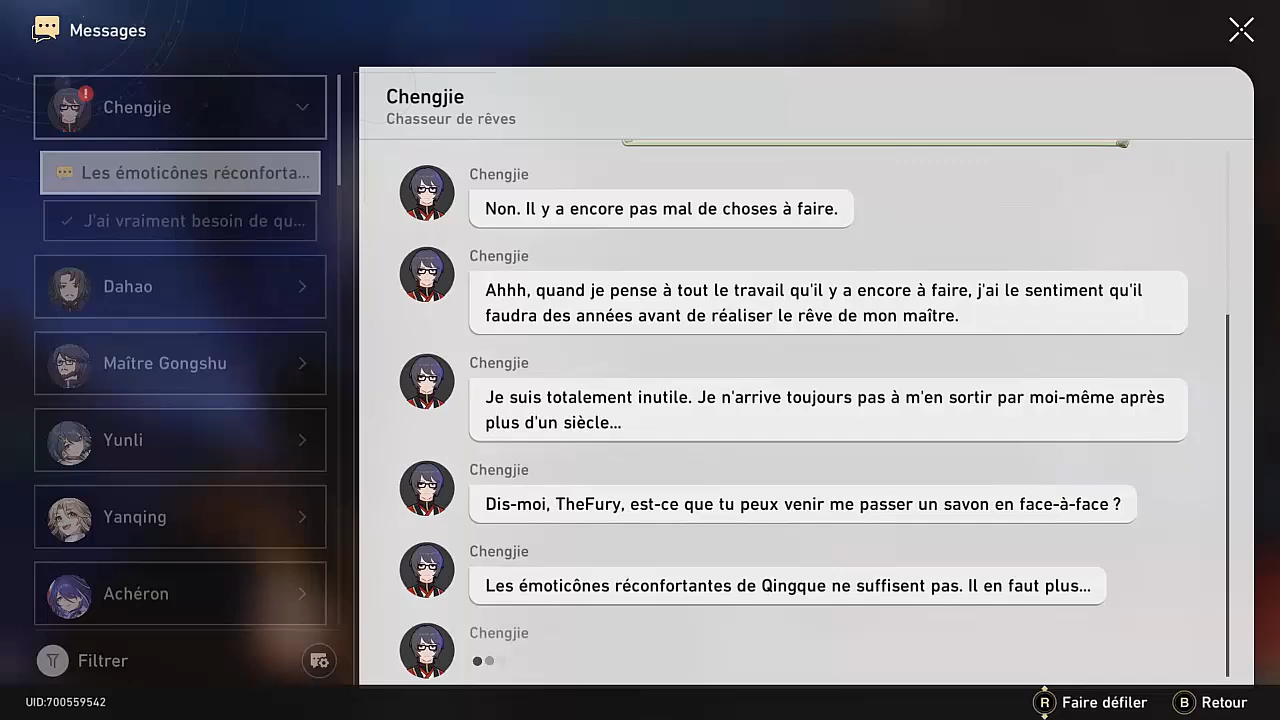 Messages
Chengjie
Les émoticônes réconforta...
J'ai vraiment besoin de qu...
Dahao
Maître Gongshu
Yunli
Yanqing
Achéron
Filtrer
UID:700559542
Chengjie
Chasseur de rêves
Chengjie
Non. Il y a encore pas mal de choses à faire.
Chengjie
Ahhh, quand je pense à tout le travail qu'il y a encore à faire, j'ai le sentiment qu'il
faudra des années avant de réaliser le rêve de mon maître.
Chengjie
Je suis totalement inutile. Je n'arrive toujours pas à m'en sortir par moi-même après
plus d'un siècle...
Chengjie
Dis-moi, TheFury, est-ce que tu peux venir me passer un savon en face-à-face ?
Chengjie
Les émoticônes réconfortantes de Qingque ne suffisent pas. Il en faut plus...
Chengjie
R Faire défiler
B Retour